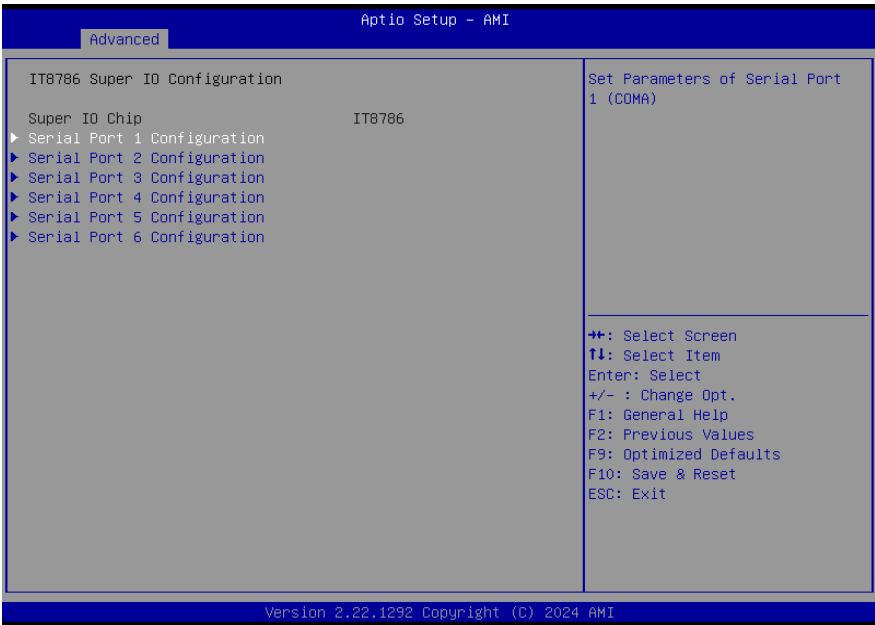 Aptio Setup - AMI
Advanced
IT8786 Super IO Configuration
Super IO Chip IT8786
Serial Port 1 Configuration
Serial Port 2 Configuration
Serial Port 3 Configuration
Serial Port 4 Configuration
Serial Port 5 Configuration
Serial Port 6 Configuration
Set Parameters of Serial Port
1 (COMA)
→←: Select Screen
↑↓: Select Item
Enter: Select
+/- : Change Opt.
F1: General Help
F2: Previous Values
F9: Optimized Defaults
F10: Save & Reset
ESC: Exit
Version 2.22.1292 Copyright (C) 2024 AMI